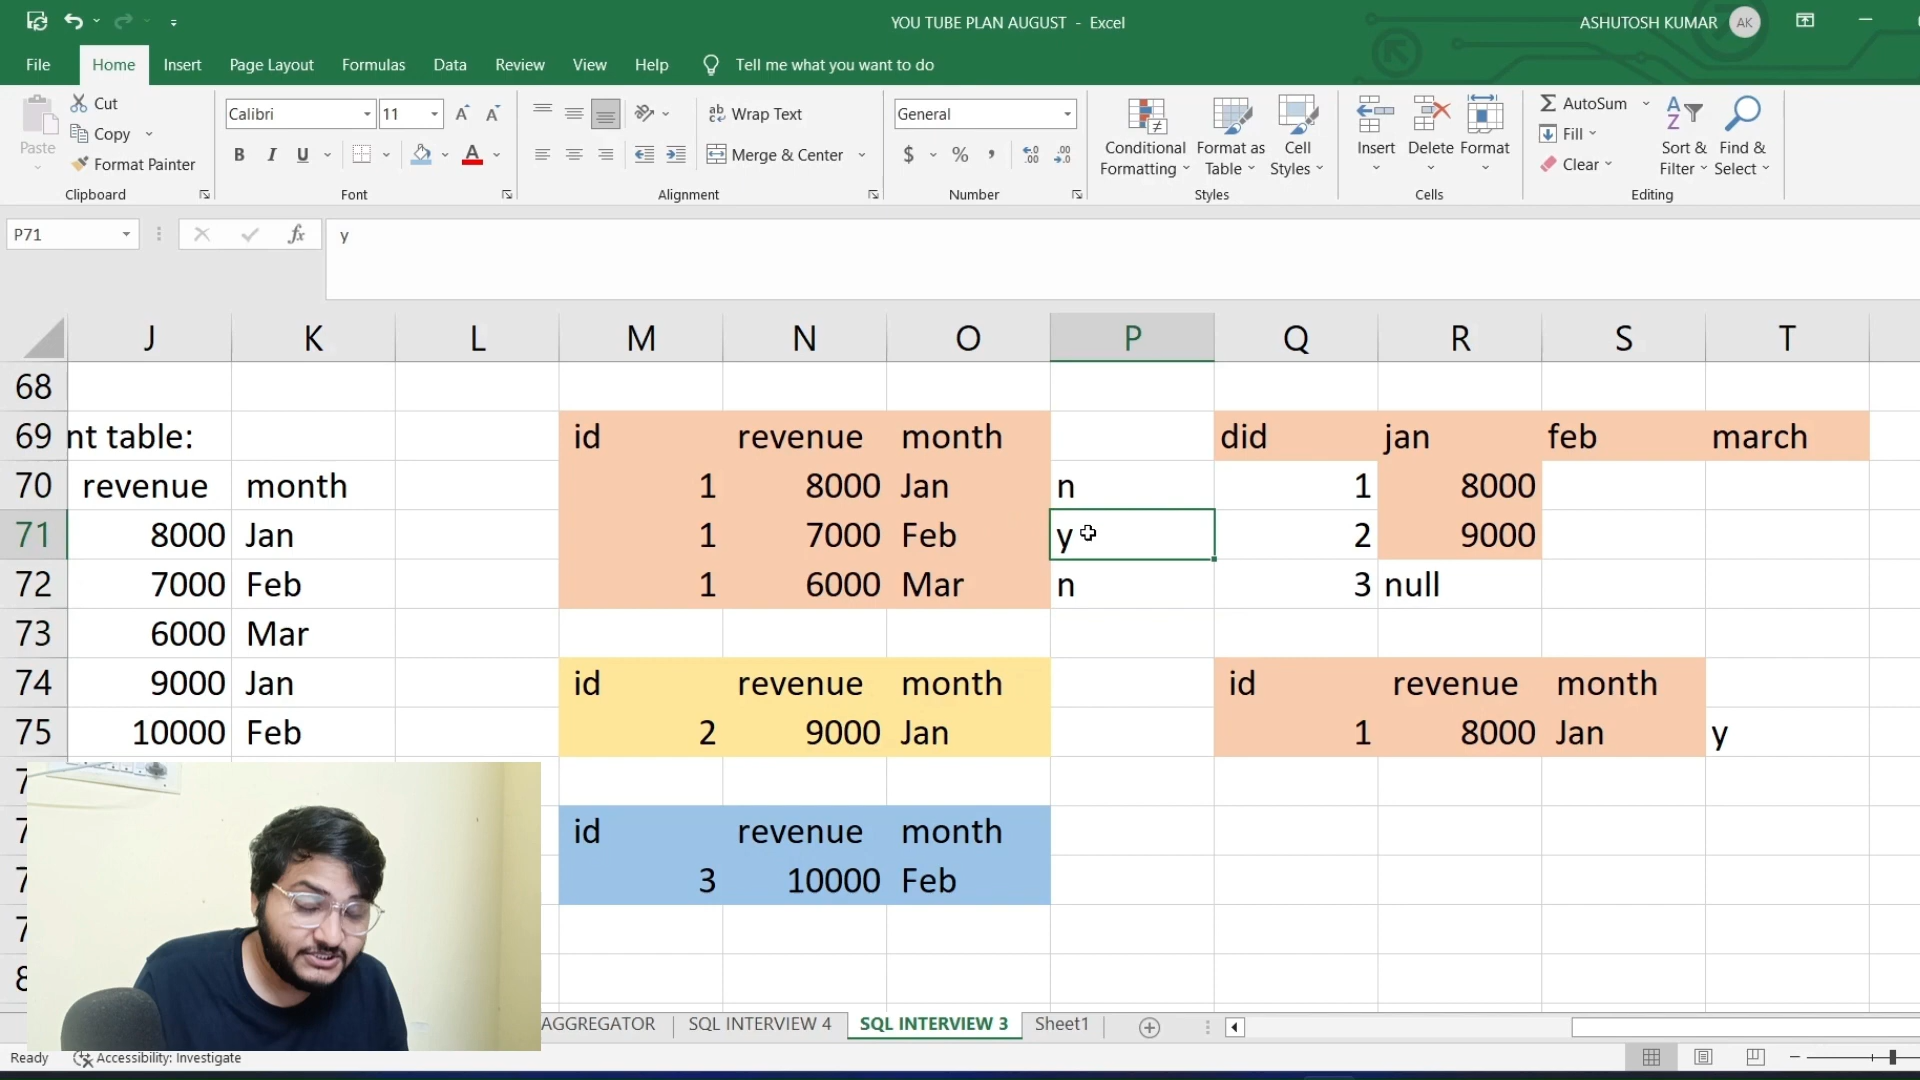 YOU TUBE PLAN AUGUST - Excel
ASHUTOSH KUMAR AK
File Home Insert Page Layout Formulas Data Review View Help Tell me what you want to do
Paste
Cut
Copy
Format Painter
Clipboard
Calibri 11
B I U
Font
Wrap Text
Merge & Center
Alignment
General
$ % ,
Number
Conditional Formatting
Format as Table
Cell Styles
Styles
Insert Delete Format
Cells
AutoSum
Fill
Clear
Sort & Filter
Find & Select
Editing
P71 fx y
J K L M N O P Q R S T
68
69 nt table: id revenue month did jan feb march
70 revenue month 1 8000 Jan n 1 8000
71 8000 Jan 1 7000 Feb y 2 9000
72 7000 Feb 1 6000 Mar n 3 null
73 6000 Mar
74 9000 Jan id revenue month id revenue month
75 10000 Feb 2 9000 Jan 1 8000 Jan y
id revenue month
3 10000 Feb
AGGREGATOR SQL INTERVIEW 4 SQL INTERVIEW 3 Sheet1
Ready Accessibility: Investigate